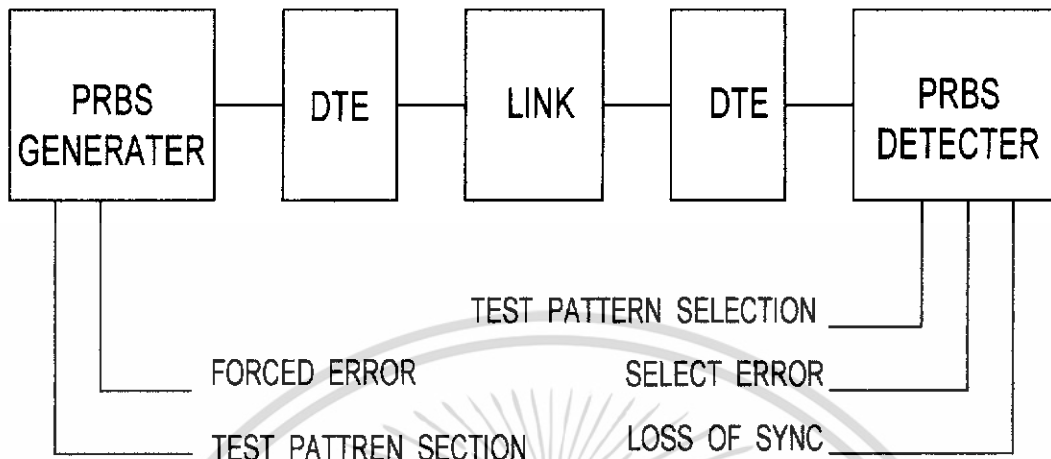 PRBS
GENERATER
DTE
LINK
DTE
PRBS
DETECTER
TEST PATTERN SELECTION
FORCED ERROR
SELECT ERROR
TEST PATTREN SECTION
LOSS OF SYNC